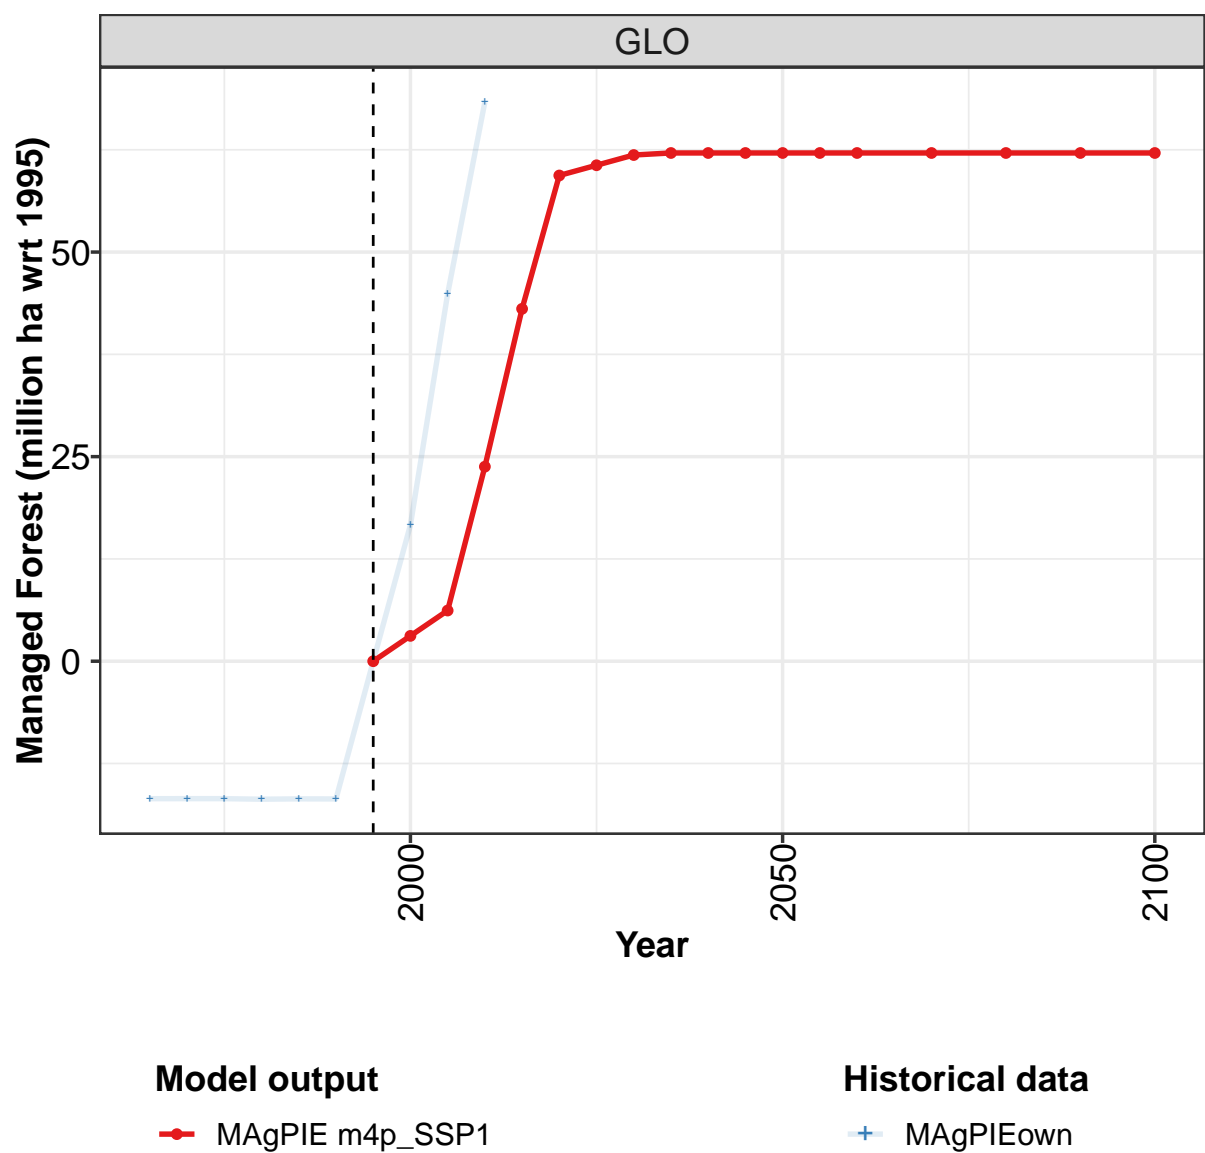 GLO
Managed Forest (million ha wrt 1995)
50
25
0
2000
2050
2100
Year
Model output
MAgPIE m4p_SSP1
Historical data
MAgPIEown